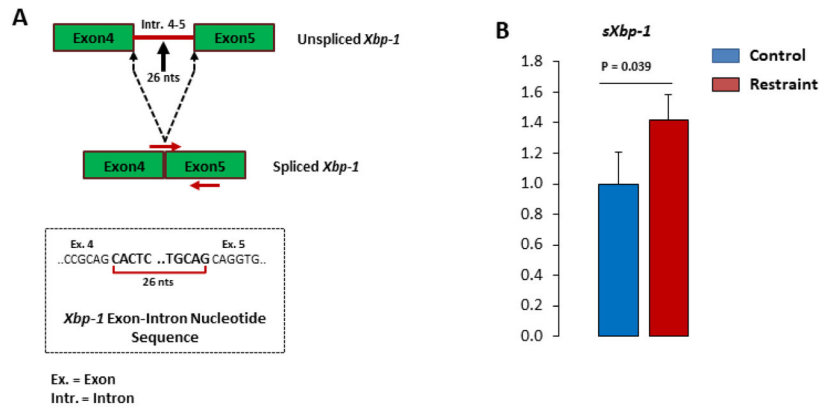 A
Intr. 4-5
Exon4
Exon5
Unspliced Xbp-1
26 nts
Exon4
Exon5
Spliced Xbp-1
Ex. 4
Ex. 5
..CCGCAG CACTC ..TGCAG CAGGTG..
26 nts
Xbp-1 Exon-Intron Nucleotide
Sequence
Ex. = Exon
Intr. = Intron
B
sXbp-1
Control
Restraint
P = 0.039
1.8
1.6
1.4
1.2
1.0
0.8
0.6
0.4
0.2
0.0